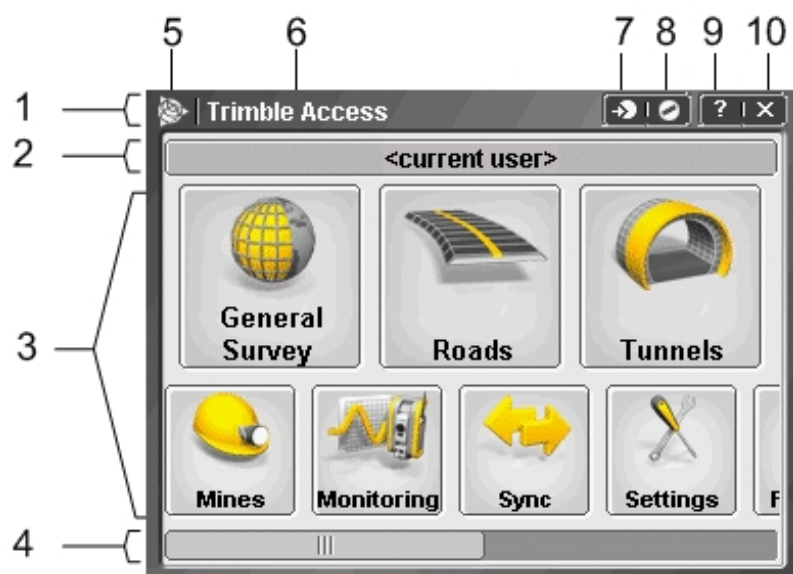 5 6 7 8 9 10
1 Trimble Access ? X
2 <current user>
General Survey Roads Tunnels
3
Mines Monitoring Sync Settings F
4